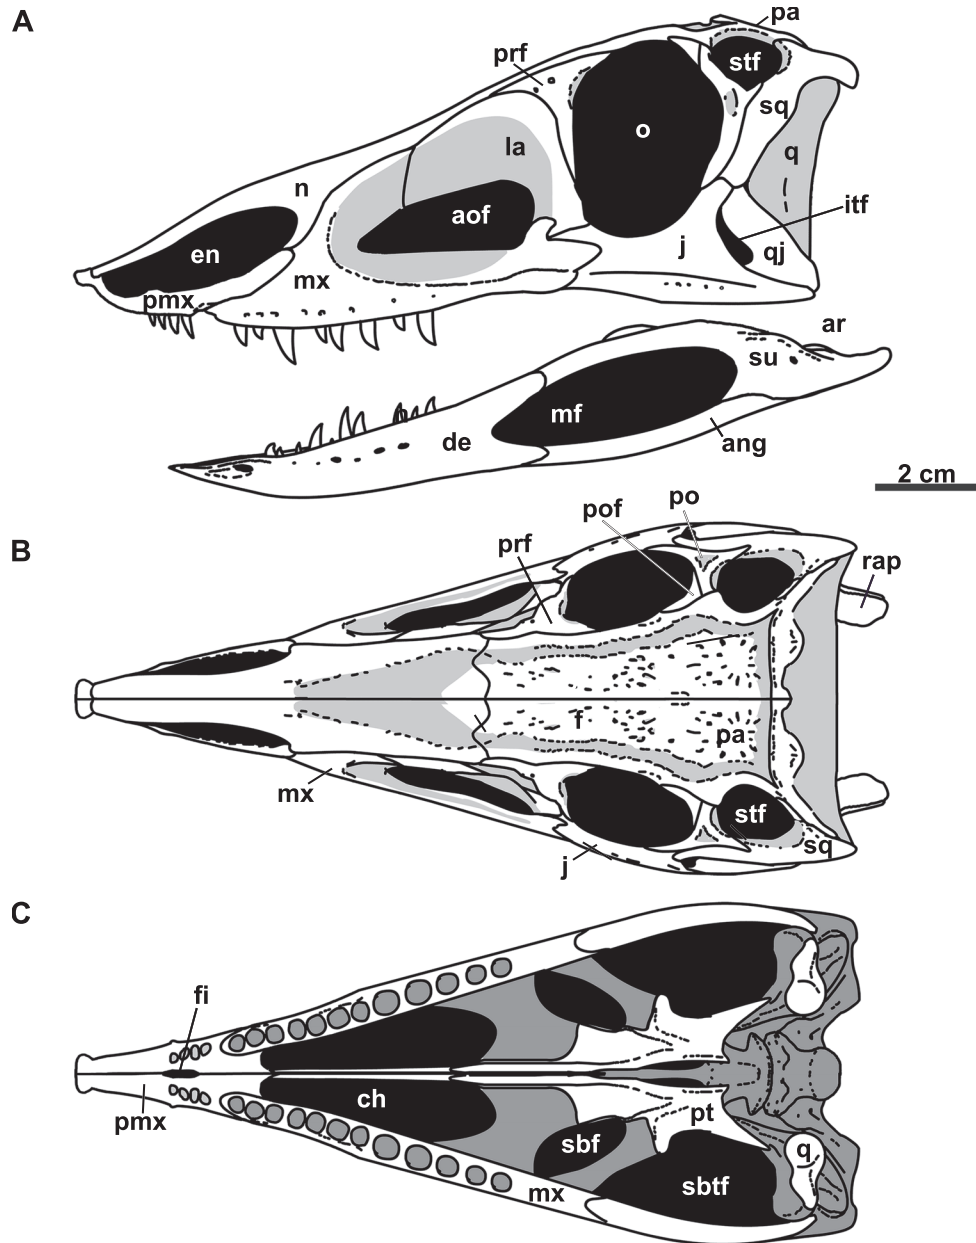 A
pa
prf
stf
sq
o
la
q
n
itf
aof
en
j
qj
mx
pmx
ar
su
mf
de
ang
2 cm
po
pof
B
prf
rap
f
pa
mx
stf
sq
j
C
fi
ch
pmx
pt
sbf
q
mx
sbtf